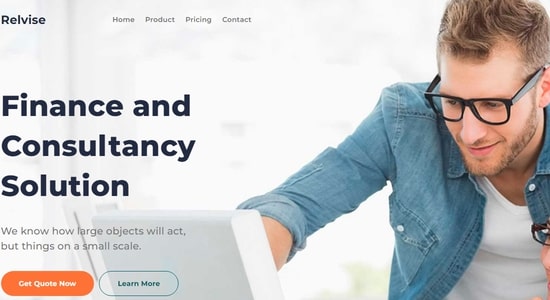 Relvise
Home Product Pricing Contact
Finance and
Consultancy
Solution
We know how large objects will act,
but things on a small scale.
Get Quote Now Learn More